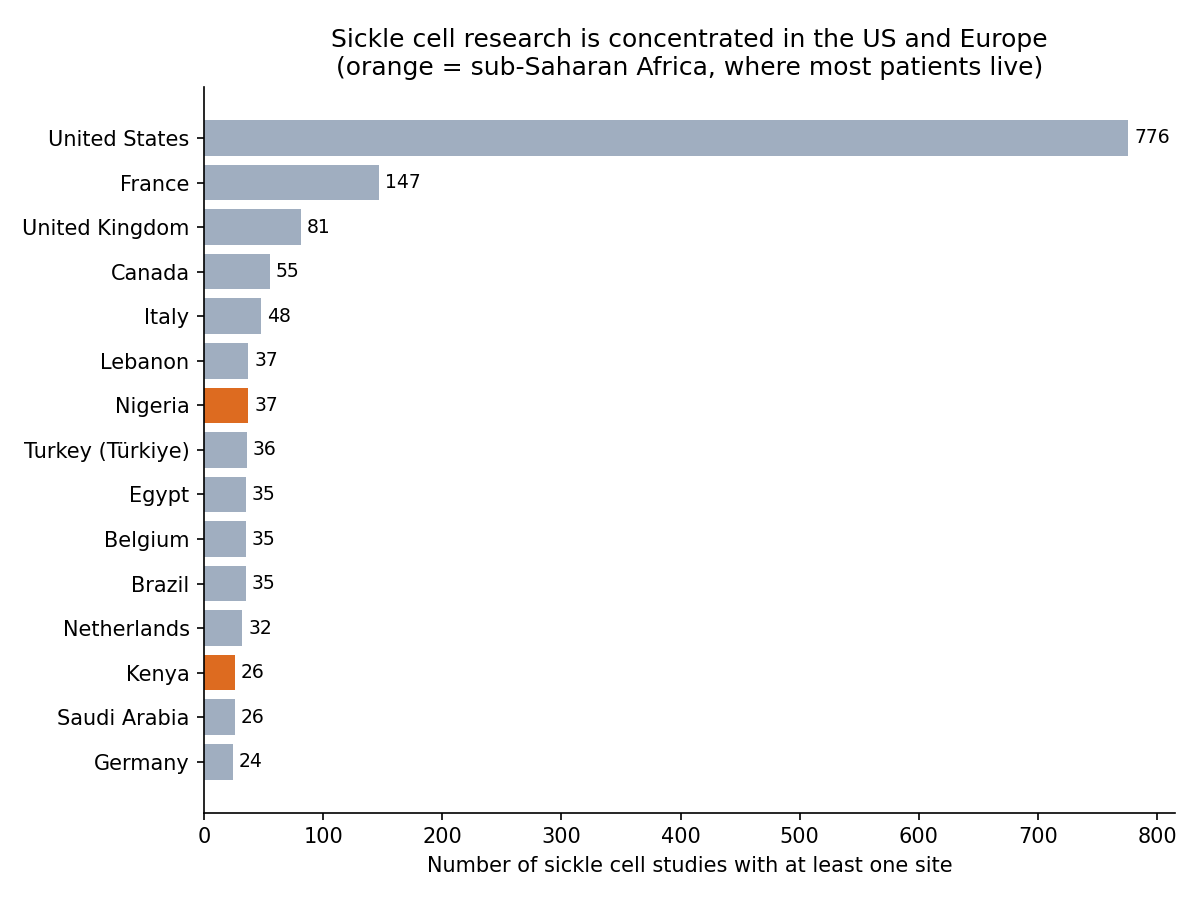 Sickle cell research is concentrated in the US and Europe
(orange = sub-Saharan Africa, where most patients live)
United States 776
France 147
United Kingdom 81
Canada 55
Italy 48
Lebanon 37
Nigeria 37
Turkey (Türkiye) 36
Egypt 35
Belgium 35
Brazil 35
Netherlands 32
Kenya 26
Saudi Arabia 26
Germany 24
0 100 200 300 400 500 600 700 800
Number of sickle cell studies with at least one site